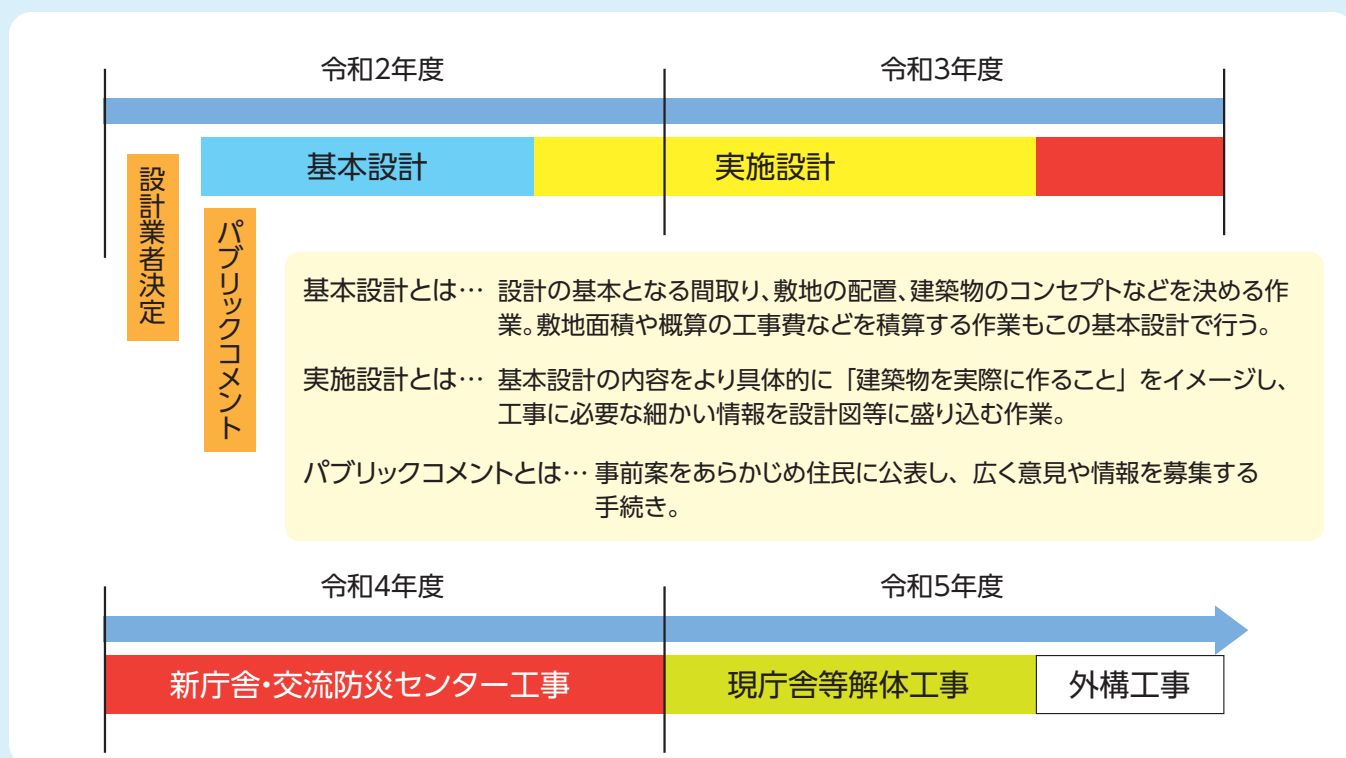 令和2年度
令和3年度
基本設計
実施設計
設計業者決定
パブリックコメント
基本設計とは… 設計の基本となる間取り、敷地の配置、建築物のコンセプトなどを決める作
業。敷地面積や概算の工事費などを積算する作業もこの基本設計で行う。
実施設計とは… 基本設計の内容をより具体的に「建築物を実際に作ること」をイメージし、
工事に必要な細かい情報を設計図等に盛り込む作業。
パブリックコメントとは… 事前案をあらかじめ住民に公表し、広く意見や情報を募集する
手続き。
令和4年度
令和5年度
新庁舎・交流防災センター工事
現庁舎等解体工事
外構工事